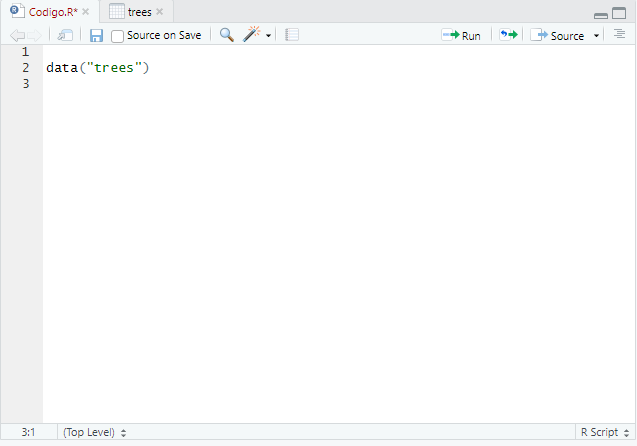 Codigo.R* trees
Source on Save Run Source
1
2 data("trees")
3
3:1 (Top Level) R Script